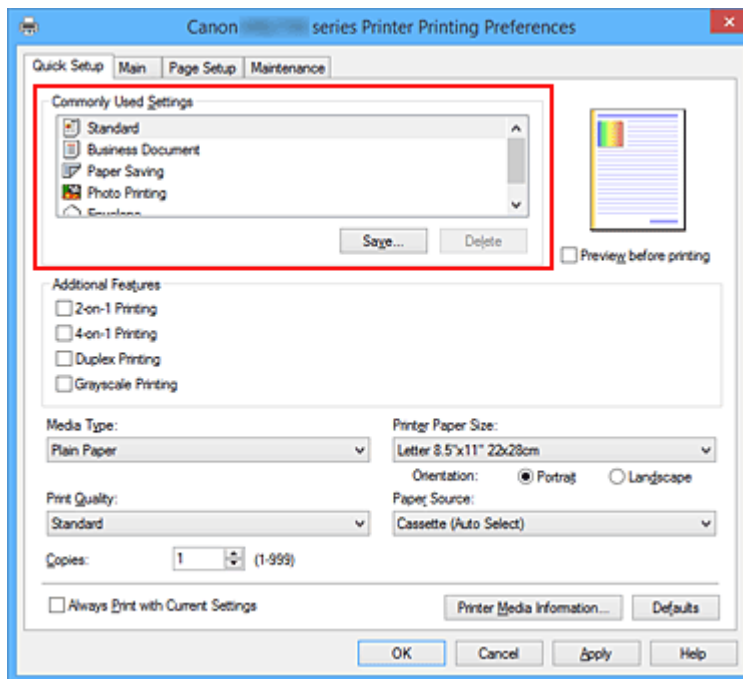 Canon series Printer Printing Preferences
Quick Setup Main Page Setup Maintenance
Commonly Used Settings
Standard
Business Document
Paper Saving
Photo Printing
Envelope
Save... Delete
Preview before printing
Addtional Features
2-on-1 Printing
4-on-1 Printing
Duplex Printing
Grayscale Printing
Media Type: Printer Paper Size:
Plain Paper Letter 8.5"x11" 22x28cm
Orientation: Portrait Landscape
Print Quality: Paper Source:
Standard Cassette (Auto Select)
Copies: 1 (1-999)
Always Print with Current Settings Printer Media Information... Defaults
OK Cancel Apply Help